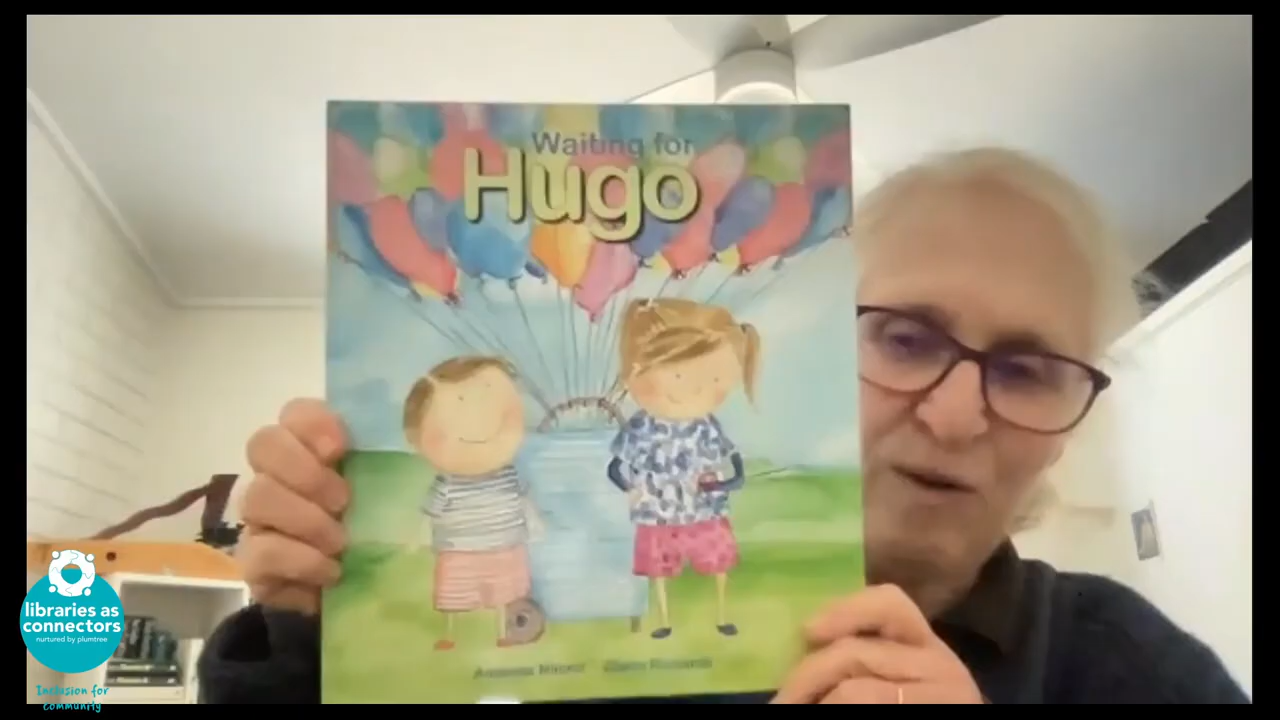 Waiting for
Hugo
libraries as
connectors
nurtured by plumtree
Inclusion for
community